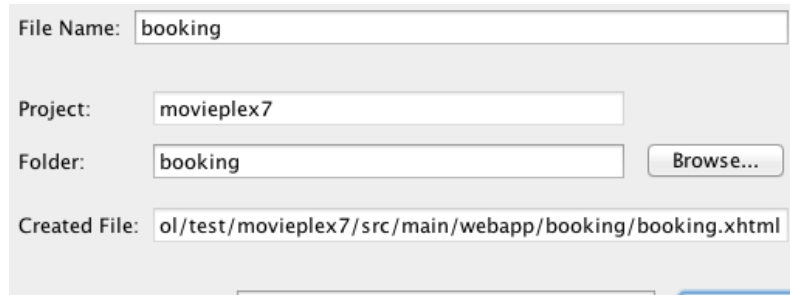 File Name: booking
Project: movieplex7
Folder: booking Browse...
Created File: ol/test/movieplex7/src/main/webapp/booking/booking.xhtml